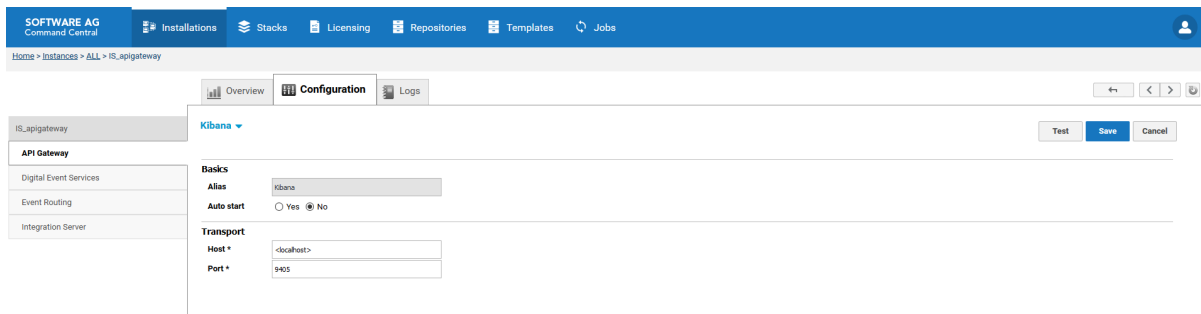 SOFTWARE AG
Command Central
Installations
Stacks
Licensing
Repositories
Templates
Jobs
Home > Instances > ALL > IS_apigateway
Overview
Configuration
Logs
IS_apigateway
API Gateway
Digital Event Services
Event Routing
Integration Server
Kibana
Test
Save
Cancel
Basics
Alias
Kibana
Auto start
Yes
No
Transport
Host *
<localhost>
Port *
9405